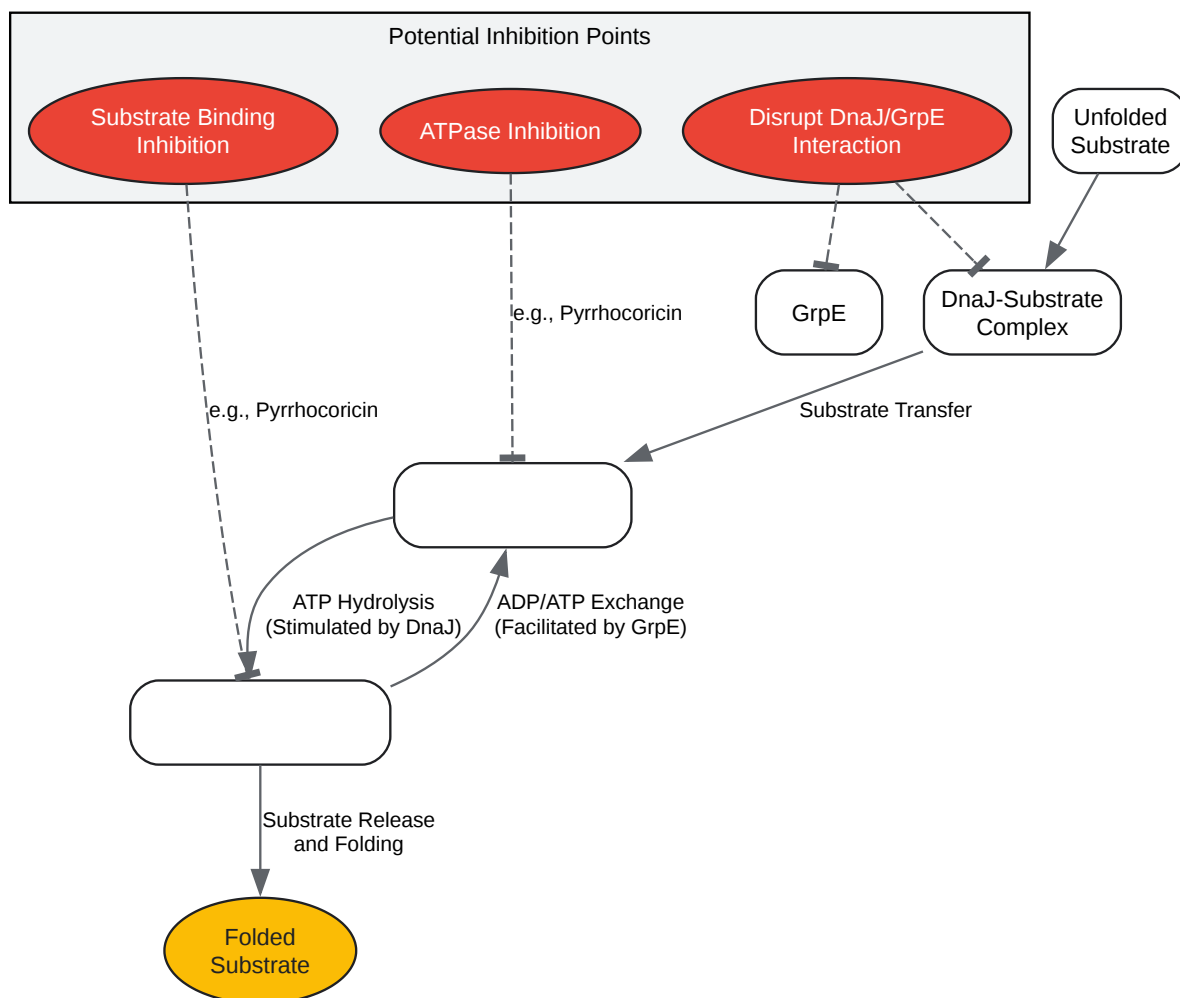 Potential Inhibition Points
Substrate Binding
Inhibition
ATPase Inhibition
Disrupt DnaJ/GrpE
Interaction
Unfolded
Substrate
GrpE
DnaJ-Substrate
Complex
e.g., Pyrrhocoricin
e.g., Pyrrhocoricin
Substrate Transfer
ATP Hydrolysis
(Stimulated by DnaJ)
ADP/ATP Exchange
(Facilitated by GrpE)
Substrate Release
and Folding
Folded
Substrate